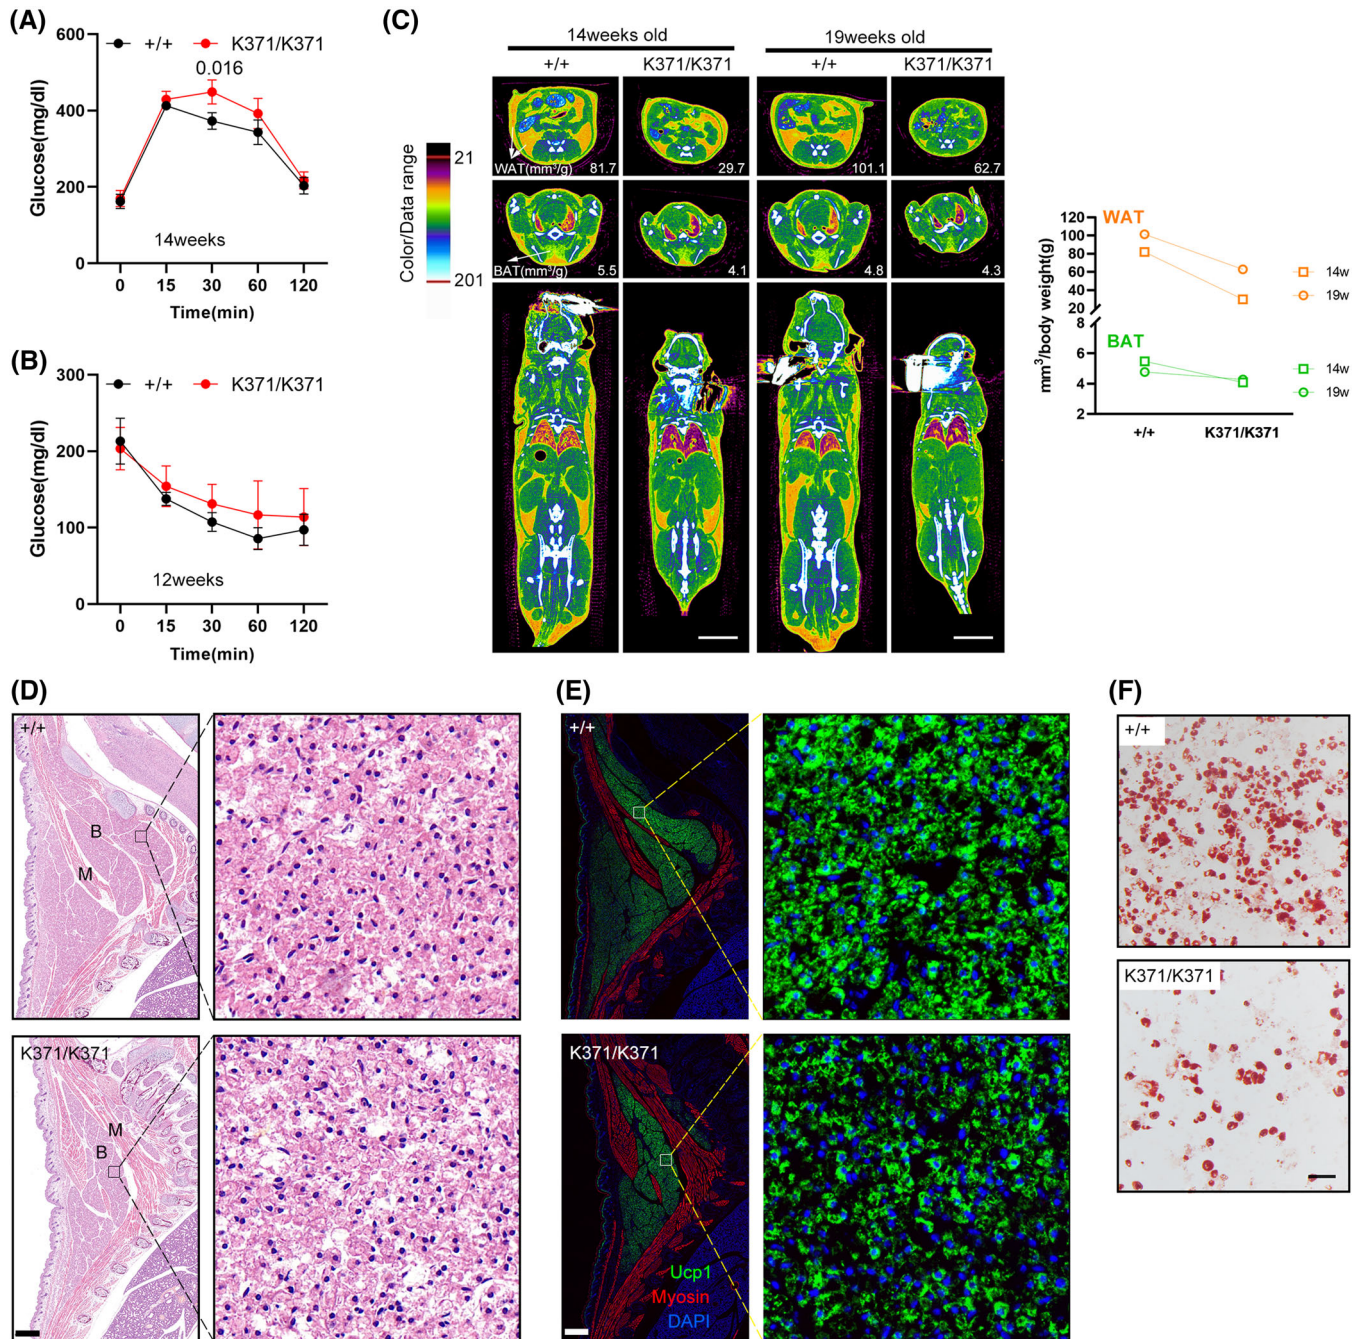 (A)
600
400
200
0
Glucose(mg/dl)
+/+
K371/K371
0.016
14weeks
0 15 30 60 120
Time(min)
(B)
300
200
100
0
Glucose(mg/dl)
+/+
K371/K371
12weeks
0 15 30 60 120
Time(min)
(C)
14weeks old
19weeks old
+/+ K371/K371 +/+ K371/K371
Color/Data range
21
201
WAT(mm³/g) 81.7
29.7
101.1
62.7
BAT(mm³/g) 5.5
4.1
4.8
4.3
mm³/body weight(g)
120
100
80
60
40
20
8
6
4
2
WAT
BAT
14w
19w
14w
19w
+/+ K371/K371
(D)
+/+
B
M
K371/K371
M
B
(E)
+/+
K371/K371
Ucp1
Myosin
DAPI
(F)
+/+
K371/K371